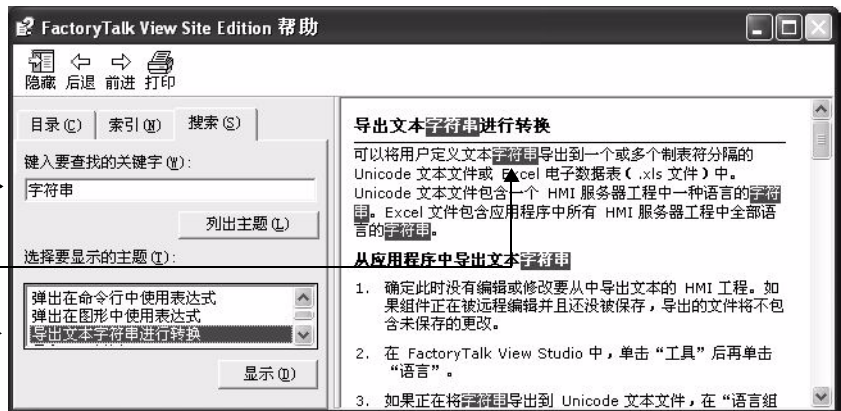 FactoryTalk View Site Edition 帮助
隐藏 后退 前进 打印
目录(C) 索引(N) 搜索(S)
键入要查找的关键字(W):
字符串
列出主题(L)
选择要显示的主题(T):
弹出在命令行中使用表达式
弹出在图形中使用表达式
导出文本字符串进行转换
显示(D)
导出文本字符串进行转换
可以将用户定义文本字符串导出到一个或多个制表符分隔的
Unicode 文本文件或 Excel 电子数据表(.xls 文件)中。
Unicode 文本文件包含一个 HMI 服务器工程中一种语言的字符
串。Excel 文件包含应用程序中所有 HMI 服务器工程中全部语
言的字符串。
从应用程序中导出文本字符串
1. 确定此时没有编辑或修改要从中导出文本的 HMI 工程。如
果组件正在被远程编辑并且还没被保存,导出的文件将不包
含未保存的更改。
2. 在 FactoryTalk View Studio 中,单击“工具”后再单击
“语言”。
3. 如果正在将字符串导出到 Unicode 文本文件,在“语言组